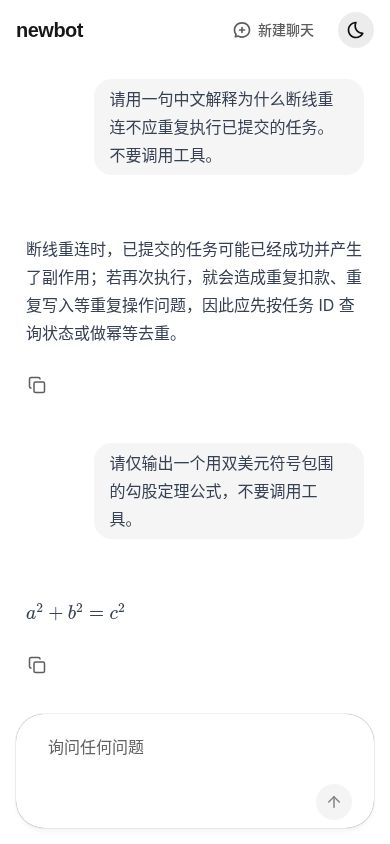 newbot
新建聊天
请用一句中文解释为什么断线重
连不应重复执行已提交的任务。
不要调用工具。
断线重连时，已提交的任务可能已经成功并产生
了副作用；若再次执行，就会造成重复扣款、重
复写入等重复操作问题，因此应先按任务 ID 查
询状态或做幂等去重。
请仅输出一个用双美元符号包围
的勾股定理公式，不要调用工
具。
a² + b² = c²
询问任何问题